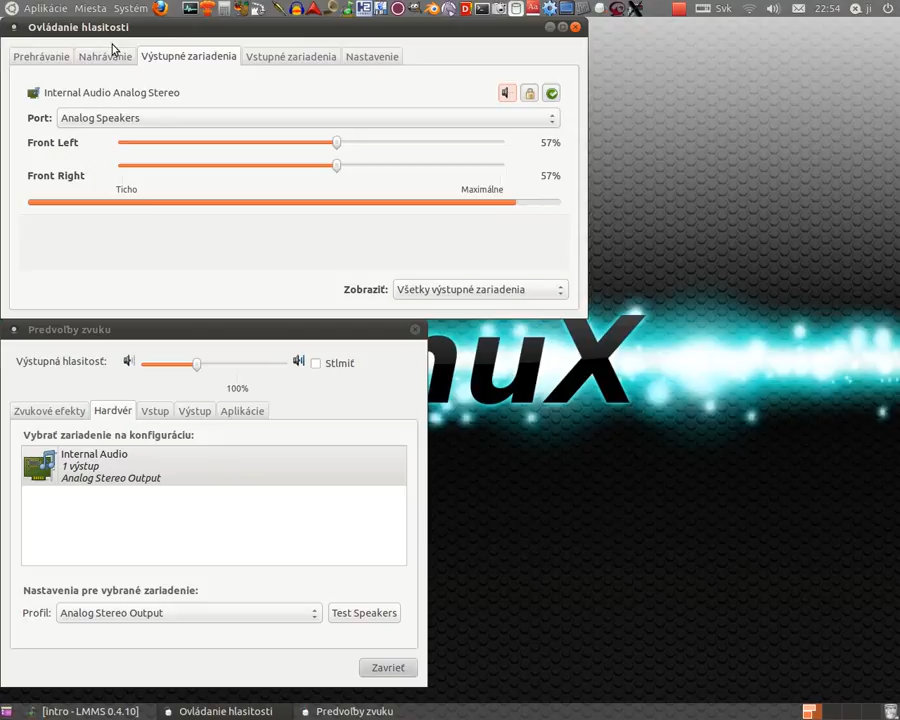 Aplikácie Miesta Systém Svk 22:54 ji
Ovládanie hlasitosti
Prehrávanie Nahrávanie Výstupné zariadenia Vstupné zariadenia Nastavenie
Internal Audio Analog Stereo
Port: Analog Speakers
Front Left 57%
Front Right 57%
Ticho Maximálne
Zobraziť: Všetky výstupné zariadenia
Predvoľby zvuku
nuX
Výstupná hlasitosť: Stlmiť
100%
Zvukové efekty Hardvér Vstup Výstup Aplikácie
Vybrať zariadenie na konfiguráciu:
Internal Audio
1 výstup
Analog Stereo Output
Nastavenia pre vybrané zariadenie:
Profil: Analog Stereo Output Test Speakers
Zavrieť
[intro - LMMS 0.4.10] Ovládanie hlasitosti Predvoľby zvuku